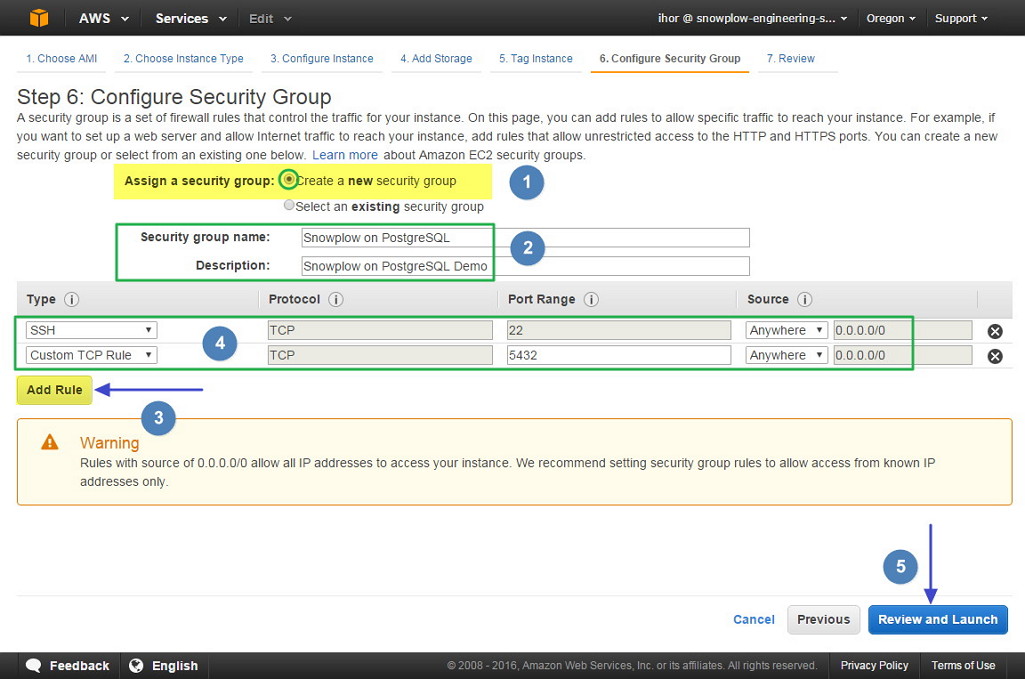 AWS Services Edit ihor @ snowplow-engineering-s... Oregon Support
1. Choose AMI 2. Choose Instance Type 3. Configure Instance 4. Add Storage 5. Tag Instance 6. Configure Security Group 7. Review
Step 6: Configure Security Group
A security group is a set of firewall rules that control the traffic for your instance. On this page, you can add rules to allow specific traffic to reach your instance. For example, if
you want to set up a web server and allow Internet traffic to reach your instance, add rules that allow unrestricted access to the HTTP and HTTPS ports. You can create a new
security group or select from an existing one below. Learn more about Amazon EC2 security groups.
Assign a security group: Create a new security group 1
Select an existing security group
Security group name: Snowplow on PostgreSQL
2
Description: Snowplow on PostgreSQL Demo
Type i Protocol i Port Range i Source i
SSH TCP 22 Anywhere 0.0.0.0/0
4
Custom TCP Rule TCP 5432 Anywhere 0.0.0.0/0
Add Rule
3
Warning
Rules with source of 0.0.0.0/0 allow all IP addresses to access your instance. We recommend setting security group rules to allow access from known IP
addresses only.
5
Cancel Previous Review and Launch
Feedback English © 2008 - 2016, Amazon Web Services, Inc. or its affiliates. All rights reserved. Privacy Policy Terms of Use